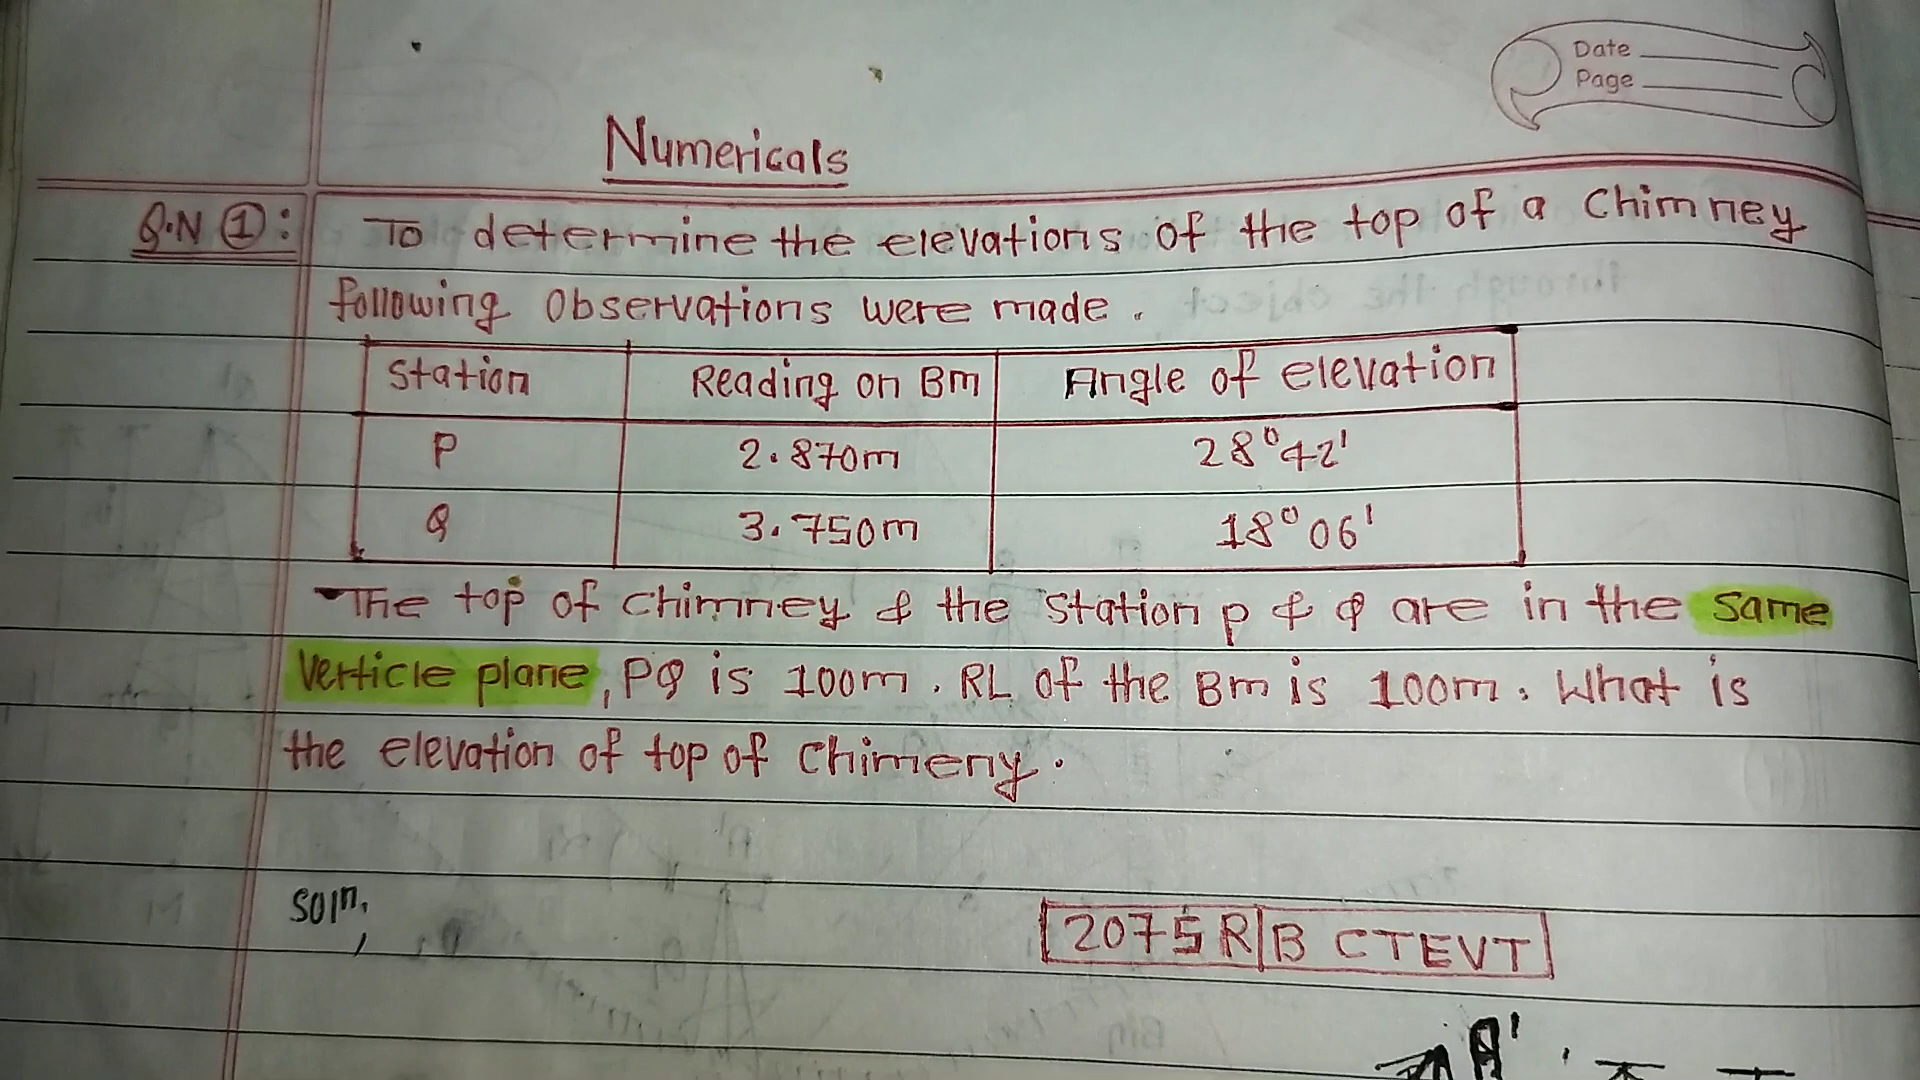 Date
Page
Numericals
Q.N ①: To determine the elevations of the top of a Chimney
following Observations were made.
Station Reading on Bm Angle of elevation
P 2.870m 28°42'
Q 3.750m 18°06'
The top of chimney & the station p & q are in the same
verticle plane, PQ is 100m. RL of the Bm is 100m. What is
the elevation of top of Chimeny.
soln,
2075 R|B CTEVT
A'